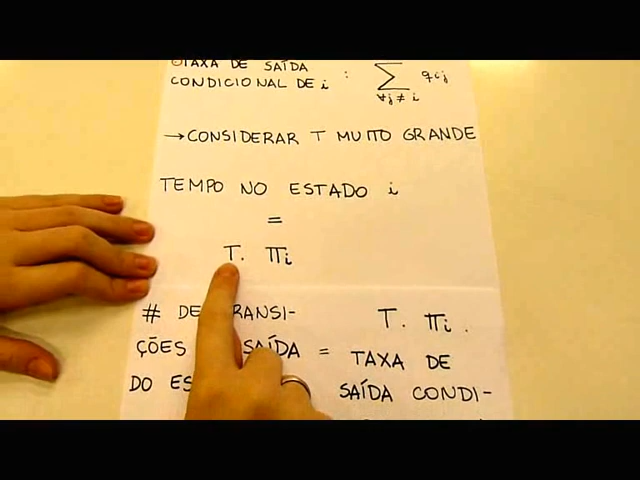 TAXA DE SAÍDA
CONDICIONAL DE i : ∑ qij
∀j≠i
→CONSIDERAR T MUITO GRANDE
TEMPO NO ESTADO i
=
T. πi
# DE TRANSI-
ÇÕES SAÍDA = T. πi.
DO TAXA DE
SAÍDA CONDI-